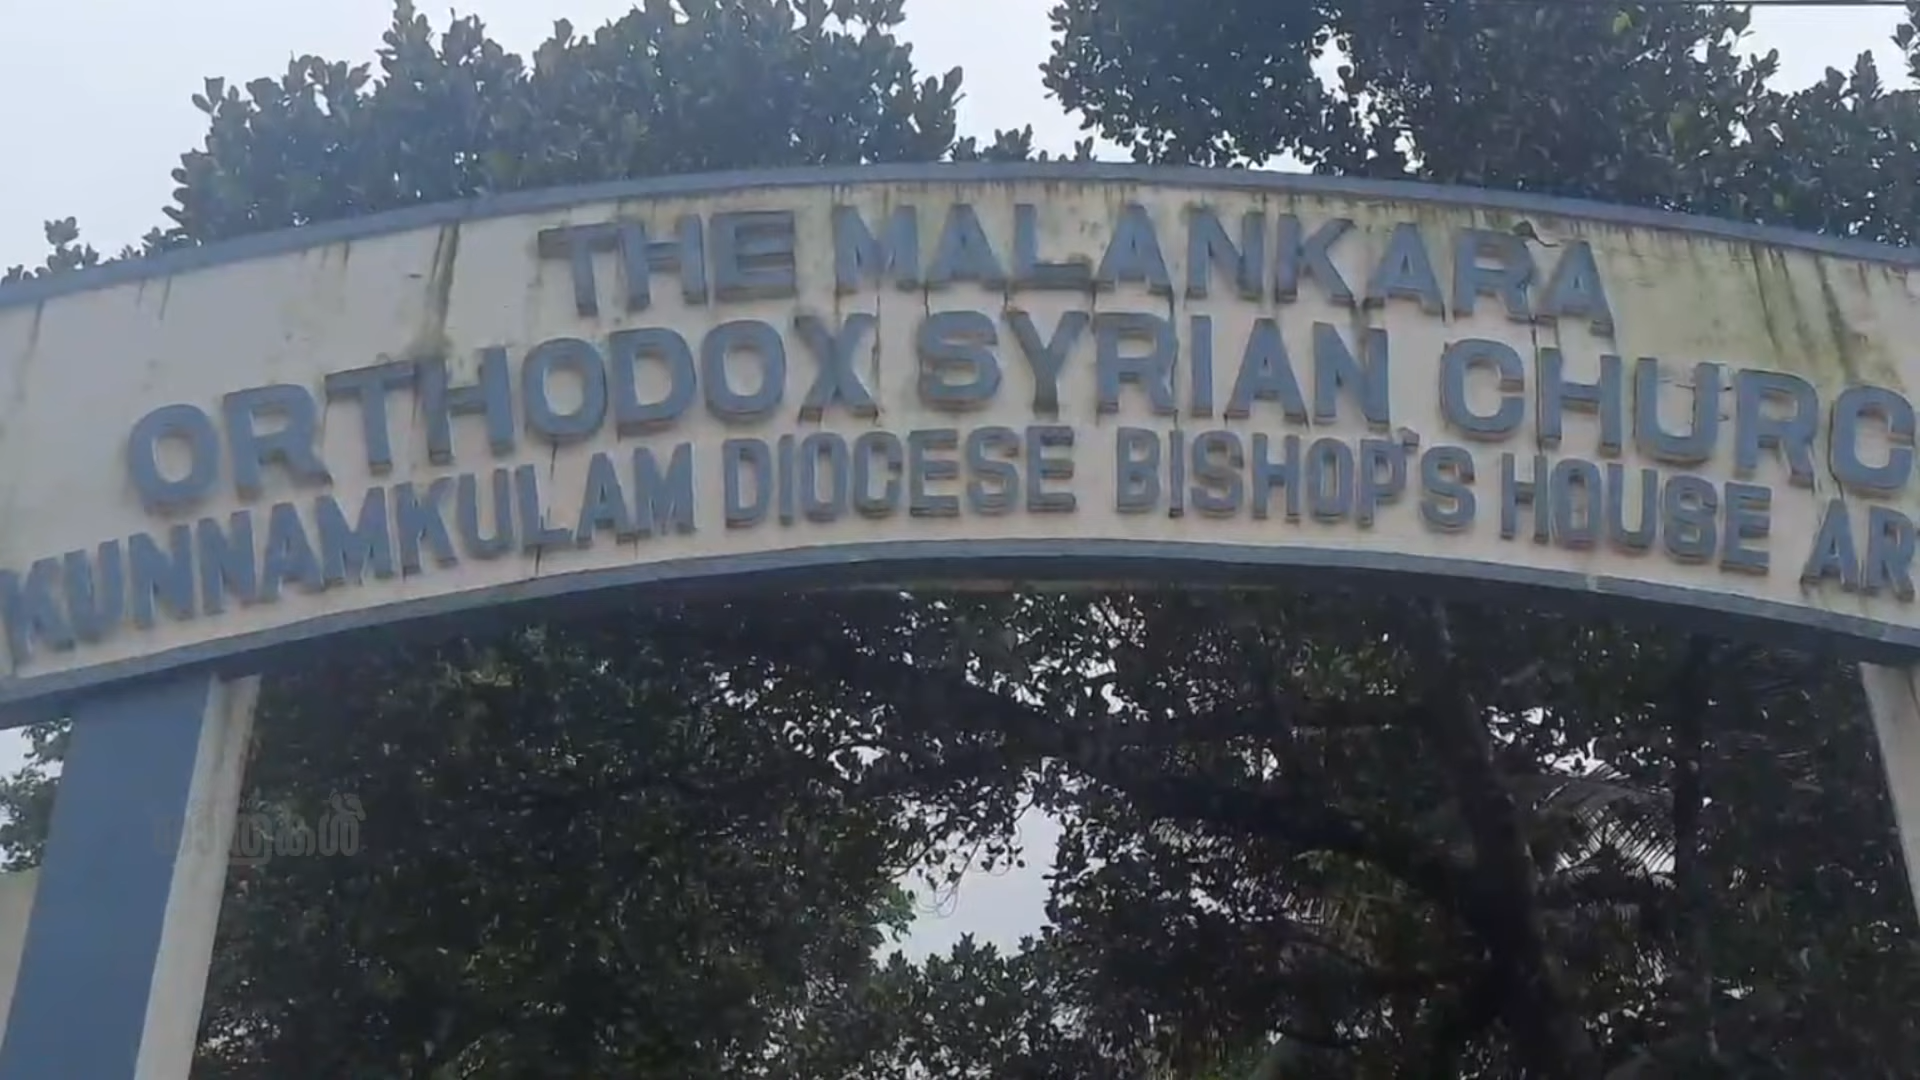 THE MALANKARA
ORTHODOX SYRIAN CHURC
KUNNAMKULAM DIOCESE BISHOP'S HOUSE AR